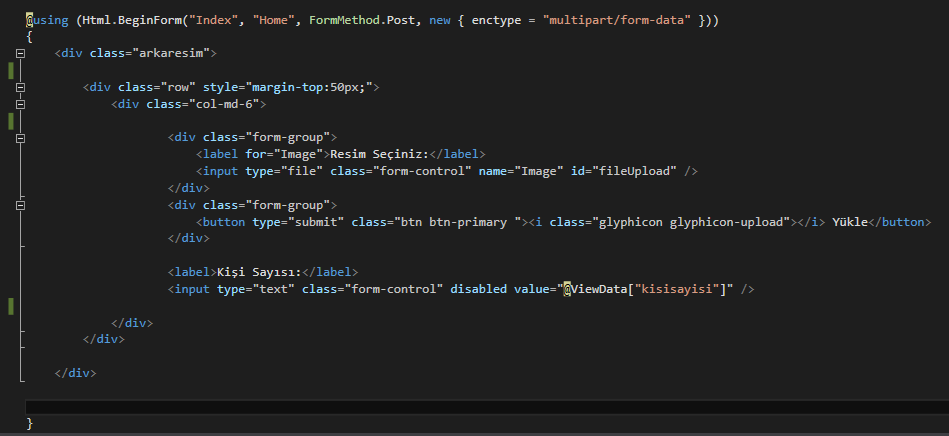 @using (Html.BeginForm("Index", "Home", FormMethod.Post, new { enctype = "multipart/form-data" }))
{
<div class="arkaresim">
<div class="row" style="margin-top:50px;">
<div class="col-md-6">
<div class="form-group">
<label for="Image">Resim Seçiniz:</label>
<input type="file" class="form-control" name="Image" id="fileUpload" />
</div>
<div class="form-group">
<button type="submit" class="btn btn-primary "><i class="glyphicon glyphicon-upload"></i> Yükle</button>
</div>
<label>Kişi Sayısı:</label>
<input type="text" class="form-control" disabled value="@ViewData["kisisayisi"]" />
</div>
</div>
</div>
}